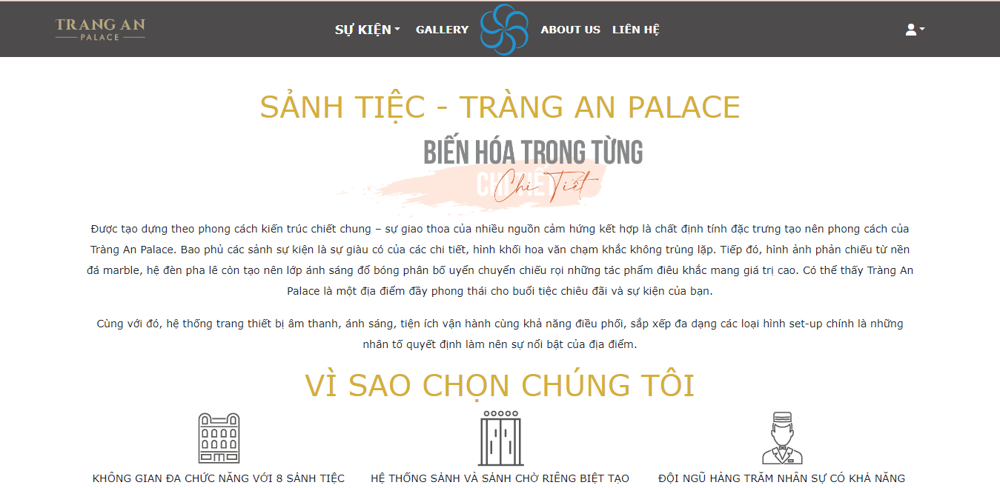 TRANG AN
PALACE
SỰ KIỆN
GALLERY
ABOUT US
LIÊN HỆ
SẢNH TIỆC - TRÀNG AN PALACE
BIẾN HÓA TRONG TỪNG
CHI TIẾT
Chi Tiết
Được tạo dựng theo phong cách kiến trúc chiết chung – sự giao thoa của nhiều nguồn cảm hứng kết hợp là chất định tính đặc trưng tạo nên phong cách của
Tràng An Palace. Bao phủ các sảnh sự kiện là sự giàu có của các chi tiết, hình khối hoa văn chạm khắc không trùng lặp. Tiếp đó, hình ảnh phản chiếu từ nền
đá marble, hệ đèn pha lê còn tạo nên lớp ánh sáng đổ bóng phân bố uyển chuyển chiếu rọi những tác phẩm điêu khắc mang giá trị cao. Có thể thấy Tràng An
Palace là một địa điểm đầy phong thái cho buổi tiệc chiêu đãi và sự kiện của bạn.
Cùng với đó, hệ thống trang thiết bị âm thanh, ánh sáng, tiện ích vận hành cùng khả năng điều phối, sắp xếp đa dạng các loại hình set-up chính là những
nhân tố quyết định làm nên sự nổi bật của địa điểm.
VÌ SAO CHỌN CHÚNG TÔI
KHÔNG GIAN ĐA CHỨC NĂNG VỚI 8 SẢNH TIỆC
HỆ THỐNG SẢNH VÀ SẢNH CHỜ RIÊNG BIỆT TẠO
ĐỘI NGŨ HÀNG TRĂM NHÂN SỰ CÓ KHẢ NĂNG